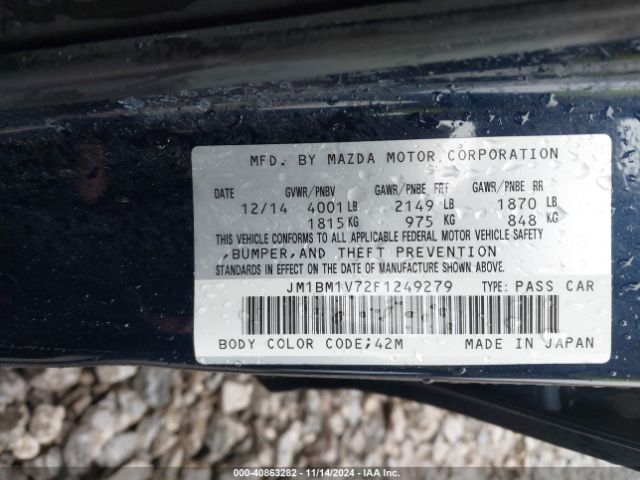 MFD. BY MAZDA MOTOR CORPORATION
DATE GVWR/PNBV GAWR/PNBE FRT GAWR/PNBE RR
12/14 4001 LB 2149 LB 1870 LB
1815 KG 975 KG 848 KG
THIS VEHICLE CONFORMS TO ALL APPLICABLE FEDERAL MOTOR VEHICLE SAFETY
,BUMPER,AND THEFT PREVENTION
STANDARDS IN EFFECT ON THE DATE OF MANUFACTURE SHOWN ABOVE.
JM1BM1V72F1249279 TYPE: PASS CAR
BODY COLOR CODE;42M MADE IN JAPAN
000-40863282 - 11/14/2024 - IAA Inc.